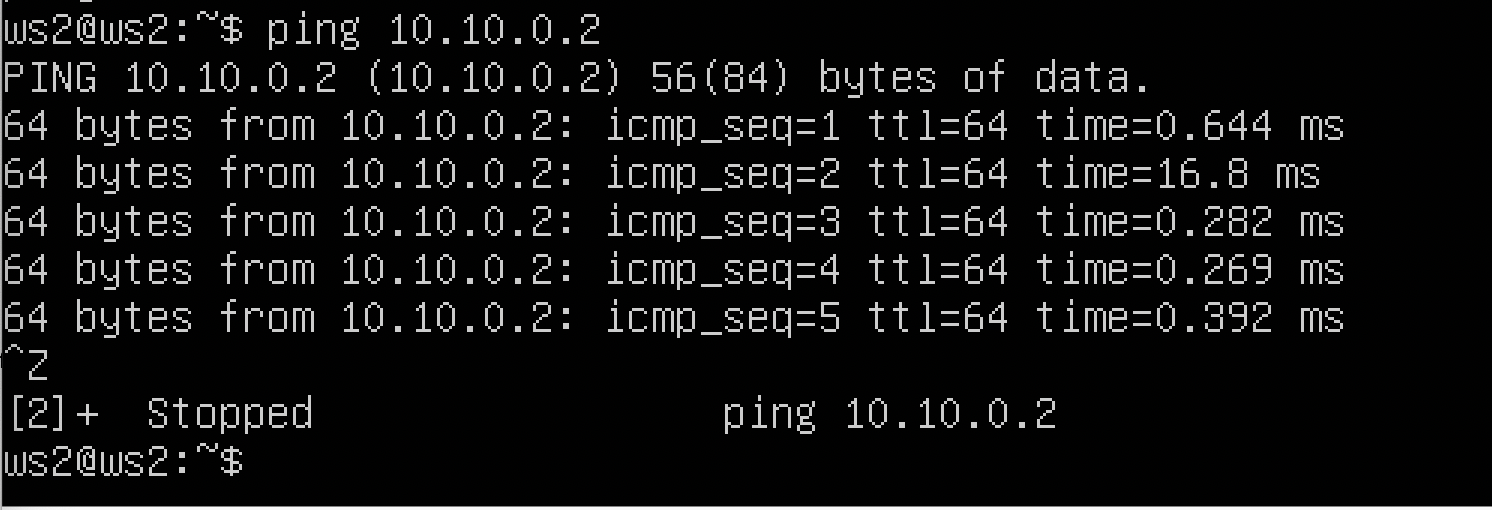 ws2@ws2:~$ ping 10.10.0.2
PING 10.10.0.2 (10.10.0.2) 56(84) bytes of data.
64 bytes from 10.10.0.2: icmp_seq=1 ttl=64 time=0.644 ms
64 bytes from 10.10.0.2: icmp_seq=2 ttl=64 time=16.8 ms
64 bytes from 10.10.0.2: icmp_seq=3 ttl=64 time=0.282 ms
64 bytes from 10.10.0.2: icmp_seq=4 ttl=64 time=0.269 ms
64 bytes from 10.10.0.2: icmp_seq=5 ttl=64 time=0.392 ms
^Z
[2]+  Stopped                 ping 10.10.0.2
ws2@ws2:~$